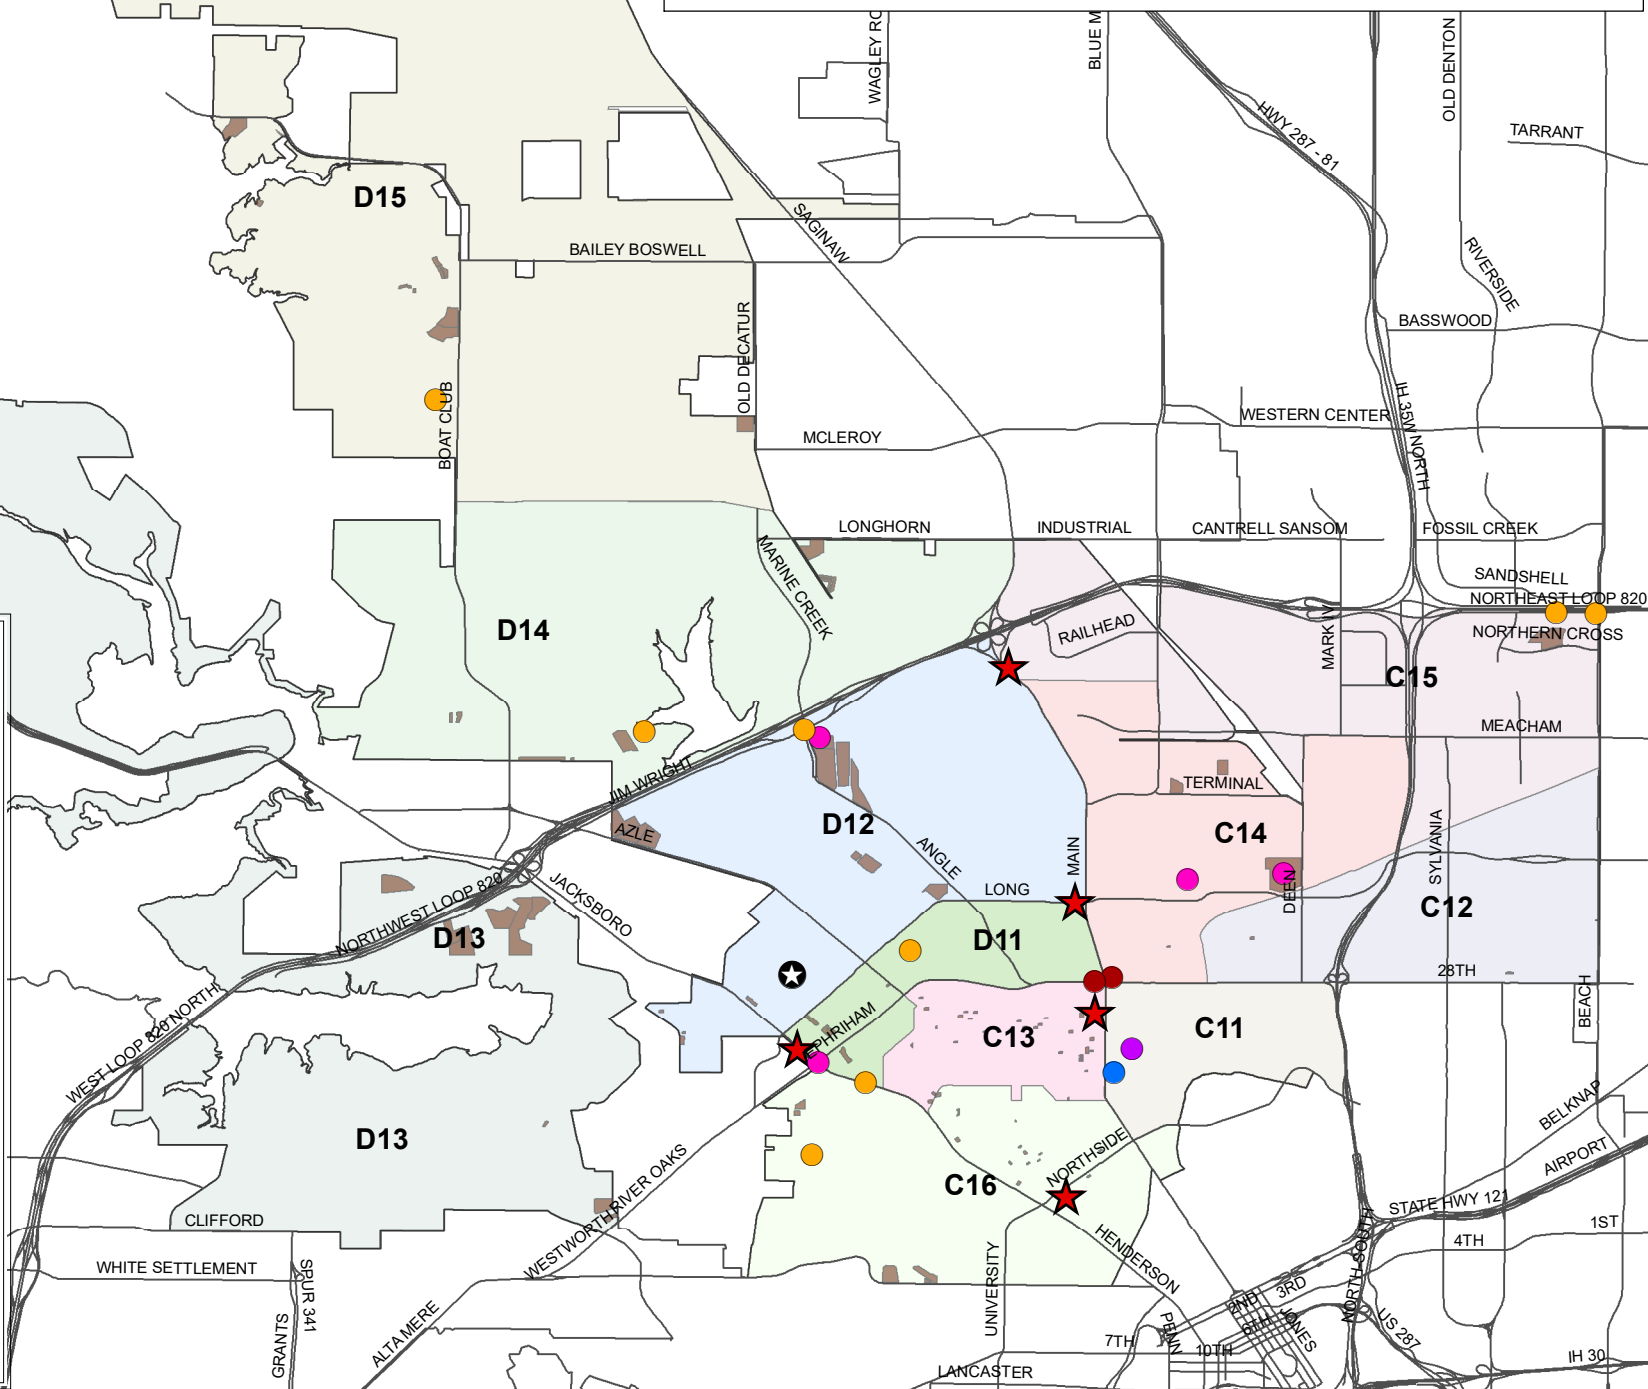 WAGLEY RO
BLUE M
OLD DENTON
HWY 287 - 81
TARRANT
D15
SAGINAW
BAILEY BOSWELL
RIVERSIDE
BASSWOOD
OLD DECATUR
BOAT CLUB
IH 35W NORTH
WESTERN CENTER
MCLEROY
LONGHORN
INDUSTRIAL
CANTRELL SANSOM
FOSSIL CREEK
MARINE CREEK
SANDSHELL
NORTHEAST LOOP 820
D14
RAILHEAD
MARK IV
NORTHERN CROSS
C15
MEACHAM
JIM WRIGHT
TERMINAL
AZLE
D12
C14
SYLVANIA
ANGLE
MAIN
LONG
DEEN
JACKSBORO
NORTHWEST LOOP 820
D13
D11
C12
28TH
WEST LOOP 820 NORTH
EPHRIHAM
C13
C11
BEACH
D13
BELKNAP
NORTHSIDE
AIRPORT
RIVER OAKS
C16
STATE HWY 121
CLIFFORD
WESTWORTH
HENDERSON
1ST
4TH
WHITE SETTLEMENT
SPUR 341
UNIVERSITY
NORTH-SOUTH
3RD
2ND
6TH
JONES
GRANTS
ALTA MERE
PENN
7TH
10TH
US 287
LANCASTER
IH 30